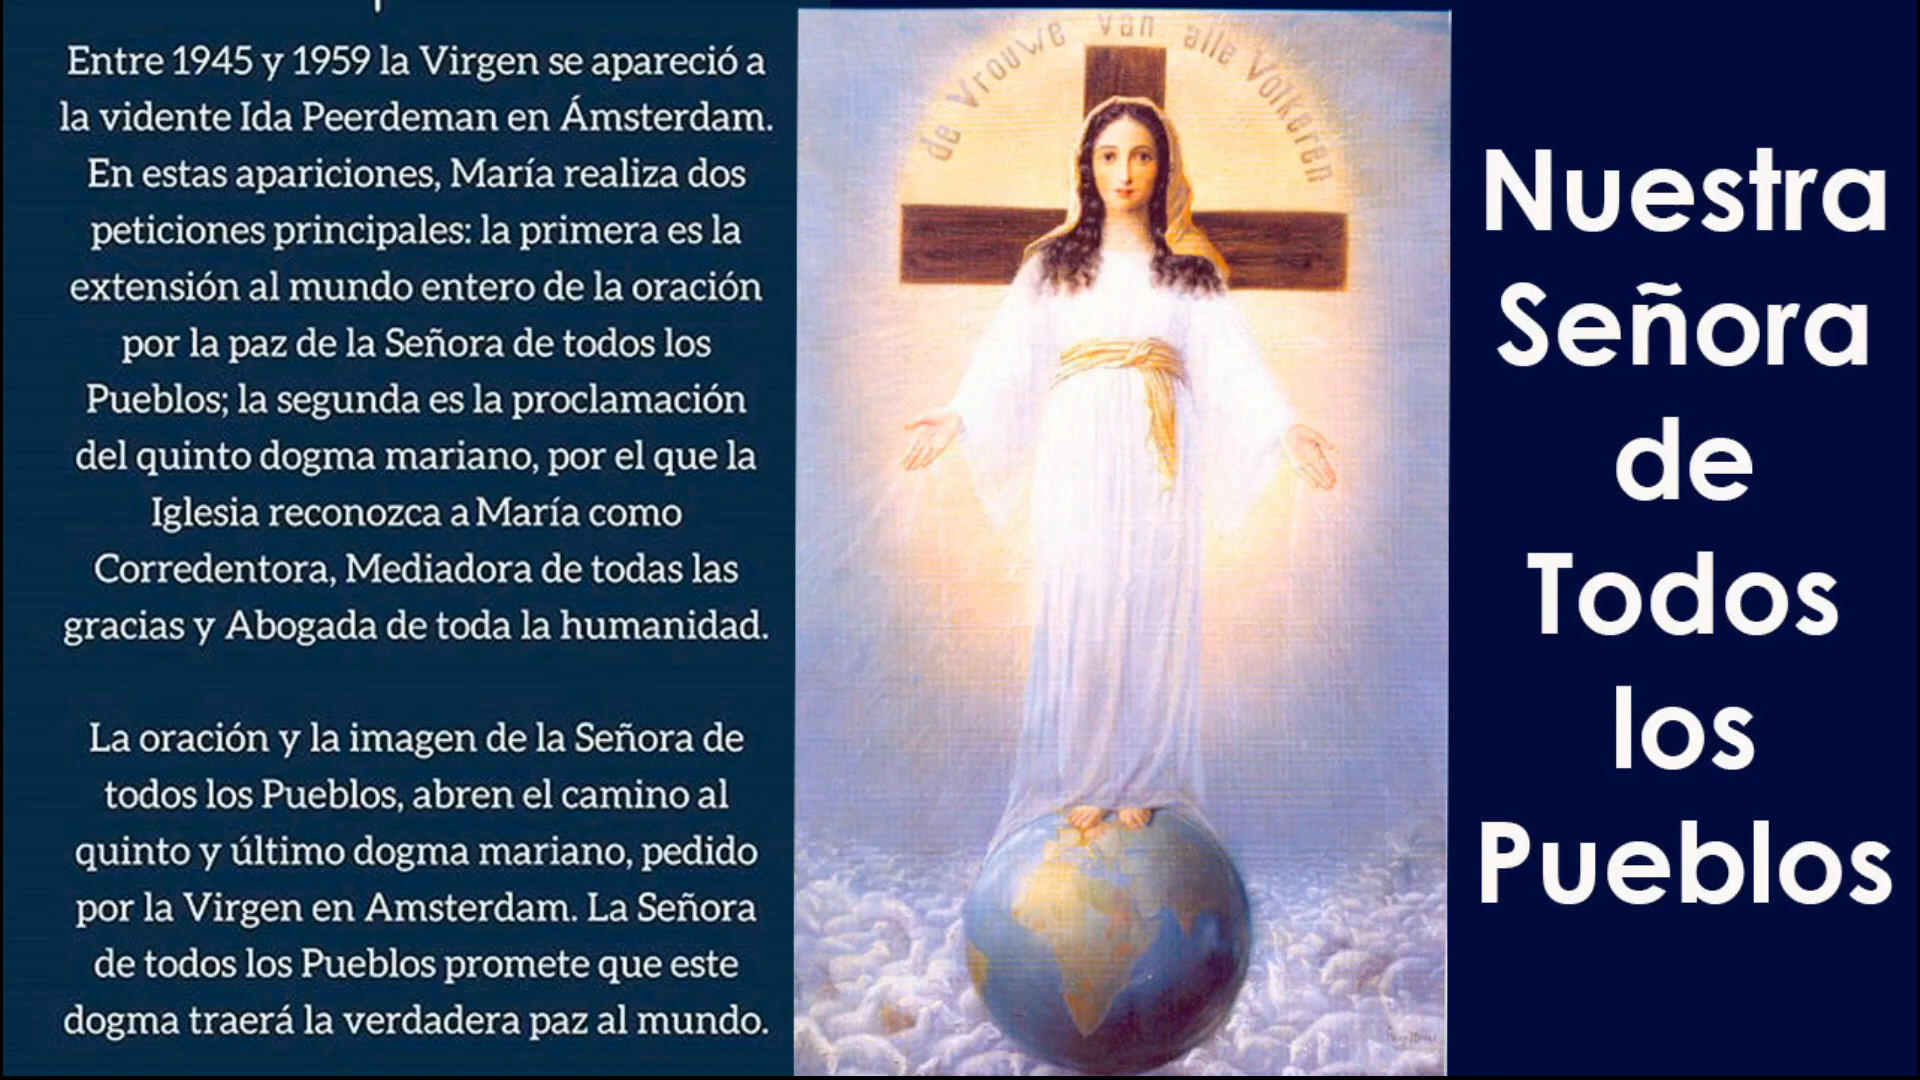 Entre 1945 y 1959 la Virgen se apareció a
la vidente Ida Peerdeman en Ámsterdam.
En estas apariciones, María realiza dos
peticiones principales: la primera es la
extensión al mundo entero de la oración
por la paz de la Señora de todos los
Pueblos; la segunda es la proclamación
del quinto dogma mariano, por el que la
Iglesia reconozca a María como
Corredentora, Mediadora de todas las
gracias y Abogada de toda la humanidad.
La oración y la imagen de la Señora de
todos los Pueblos, abren el camino al
quinto y último dogma mariano, pedido
por la Virgen en Amsterdam. La Señora
de todos los Pueblos promete que este
dogma traerá la verdadera paz al mundo.
de Vrouwe van alle Volkeren
Nuestra
Señora
de
Todos
los
Pueblos